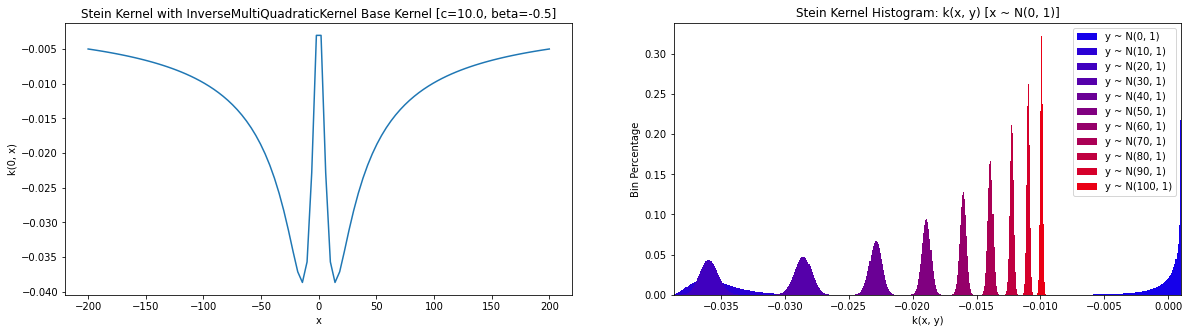 Stein Kernel with InverseMultiQuadraticKernel Base Kernel [c=10.0, beta=-0.5]
k(0, x)
−0.005
−0.010
−0.015
−0.020
−0.025
−0.030
−0.035
−0.040
−200 −150 −100 −50 0 50 100 150 200
x
Stein Kernel Histogram: k(x, y) [x ~ N(0, 1)]
Bin Percentage
0.30
0.25
0.20
0.15
0.10
0.05
0.00
y ~ N(0, 1)
y ~ N(10, 1)
y ~ N(20, 1)
y ~ N(30, 1)
y ~ N(40, 1)
y ~ N(50, 1)
y ~ N(60, 1)
y ~ N(70, 1)
y ~ N(80, 1)
y ~ N(90, 1)
y ~ N(100, 1)
−0.035 −0.030 −0.025 −0.020 −0.015 −0.010 −0.005 0.000
k(x, y)